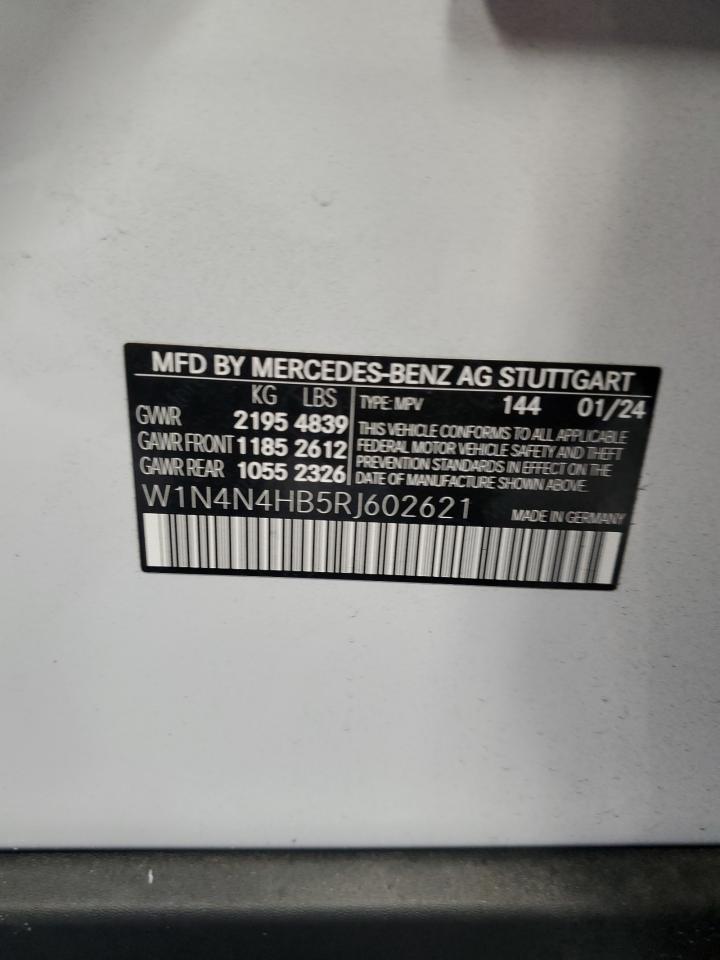 MFD BY MERCEDES-BENZ AG STUTTGART
KG LBS
GVWR 2195 4839
GAWR FRONT 1185 2612
GAWR REAR 1055 2326
TYPE: MPV 144 01/24
THIS VEHICLE CONFORMS TO ALL APPLICABLE
FEDERAL MOTOR VEHICLE SAFETY AND THEFT
PREVENTION STANDARDS IN EFFECT ON THE
DATE OF MANUFACTURE SHOWN ABOVE.
W1N4N4HB5RJ602621
MADE IN GERMANY